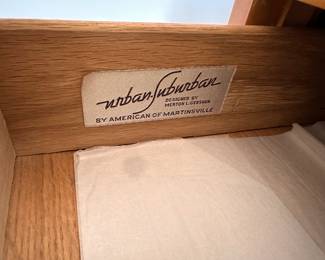 urban Suburban
DESIGNED BY
MERTON L. GERSHUN
BY AMERICAN OF MARTINSVILLE